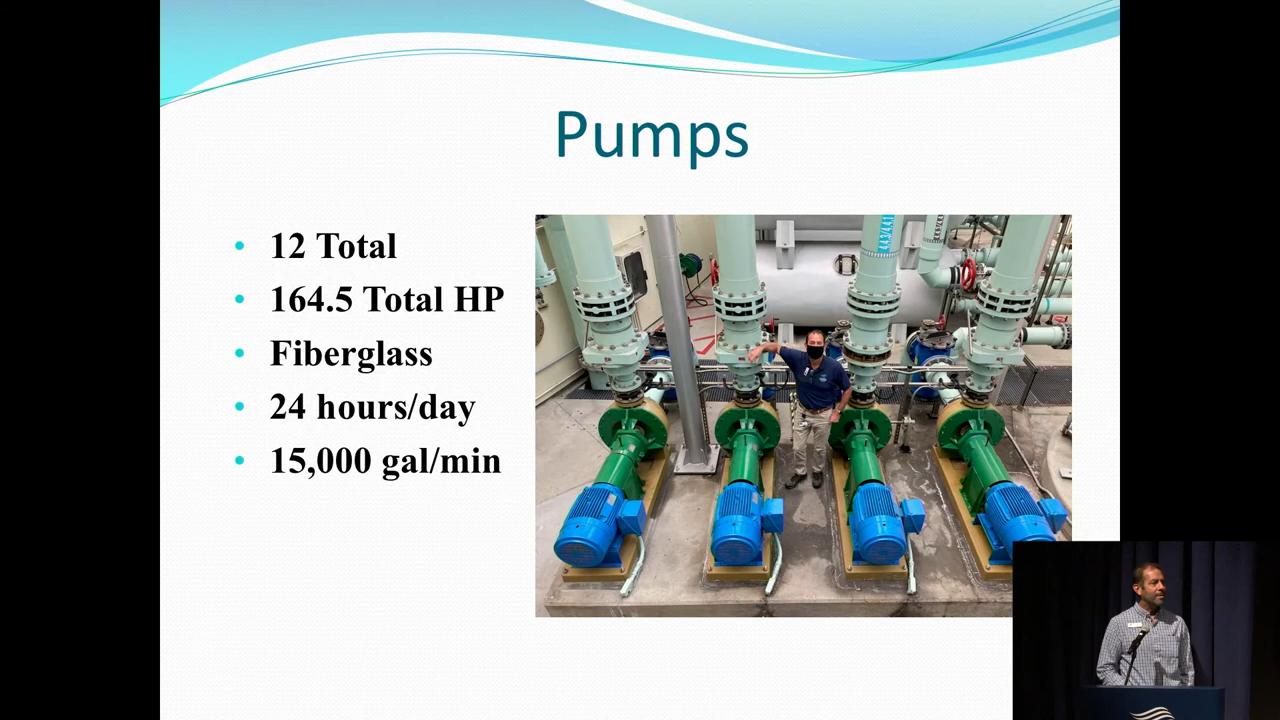 Pumps
12 Total
164.5 Total HP
Fiberglass
24 hours/day
15,000 gal/min